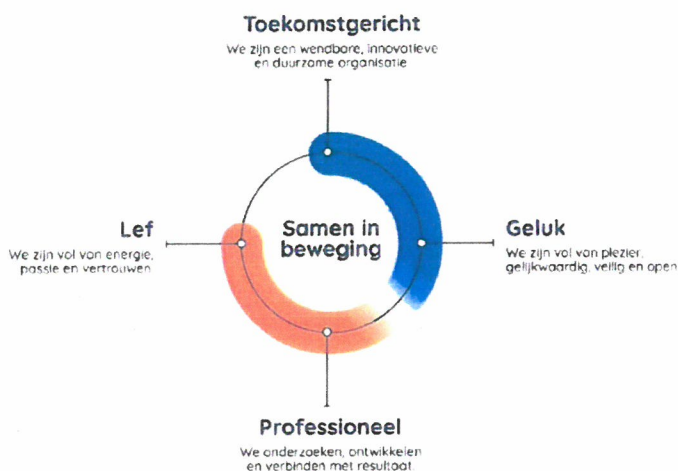 Toekomstgericht
We zijn een wendbare, innovatieve
en duurzame organisatie
Lef
We zijn vol van energie,
passie en vertrouwen
Samen in
beweging
Geluk
We zijn vol van plezier,
gelijkwaardig, veilig en open
Professioneel
We onderzoeken, ontwikkelen
en verbinden met resultaat.